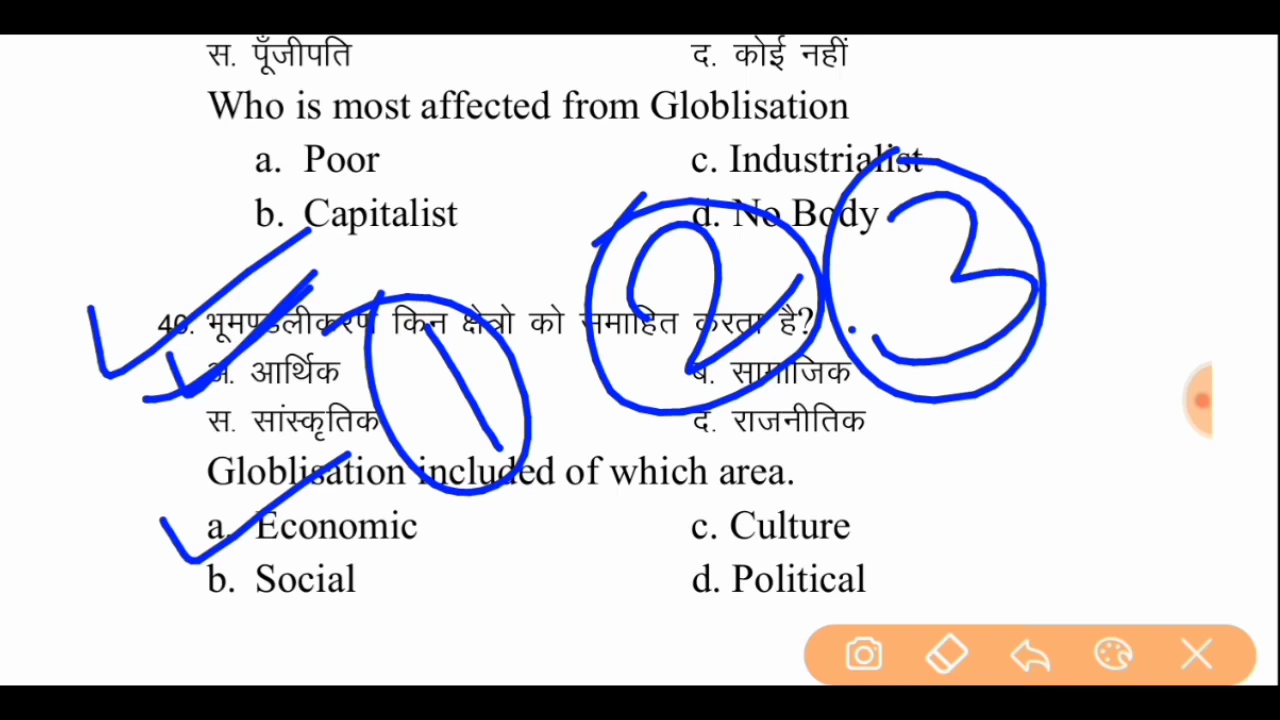 स. पूँजीपति द. कोई नहीं
Who is most affected from Globlisation
a. Poor c. Industrialist
b. Capitalist d. No Body
40. भूमण्डलीकरण किन क्षेत्रो को समाहित करता है?
अ. आर्थिक ब. सामाजिक
स. सांस्कृतिक द. राजनीतिक
Globlisation included of which area.
a. Economic c. Culture
b. Social d. Political
1 2 3